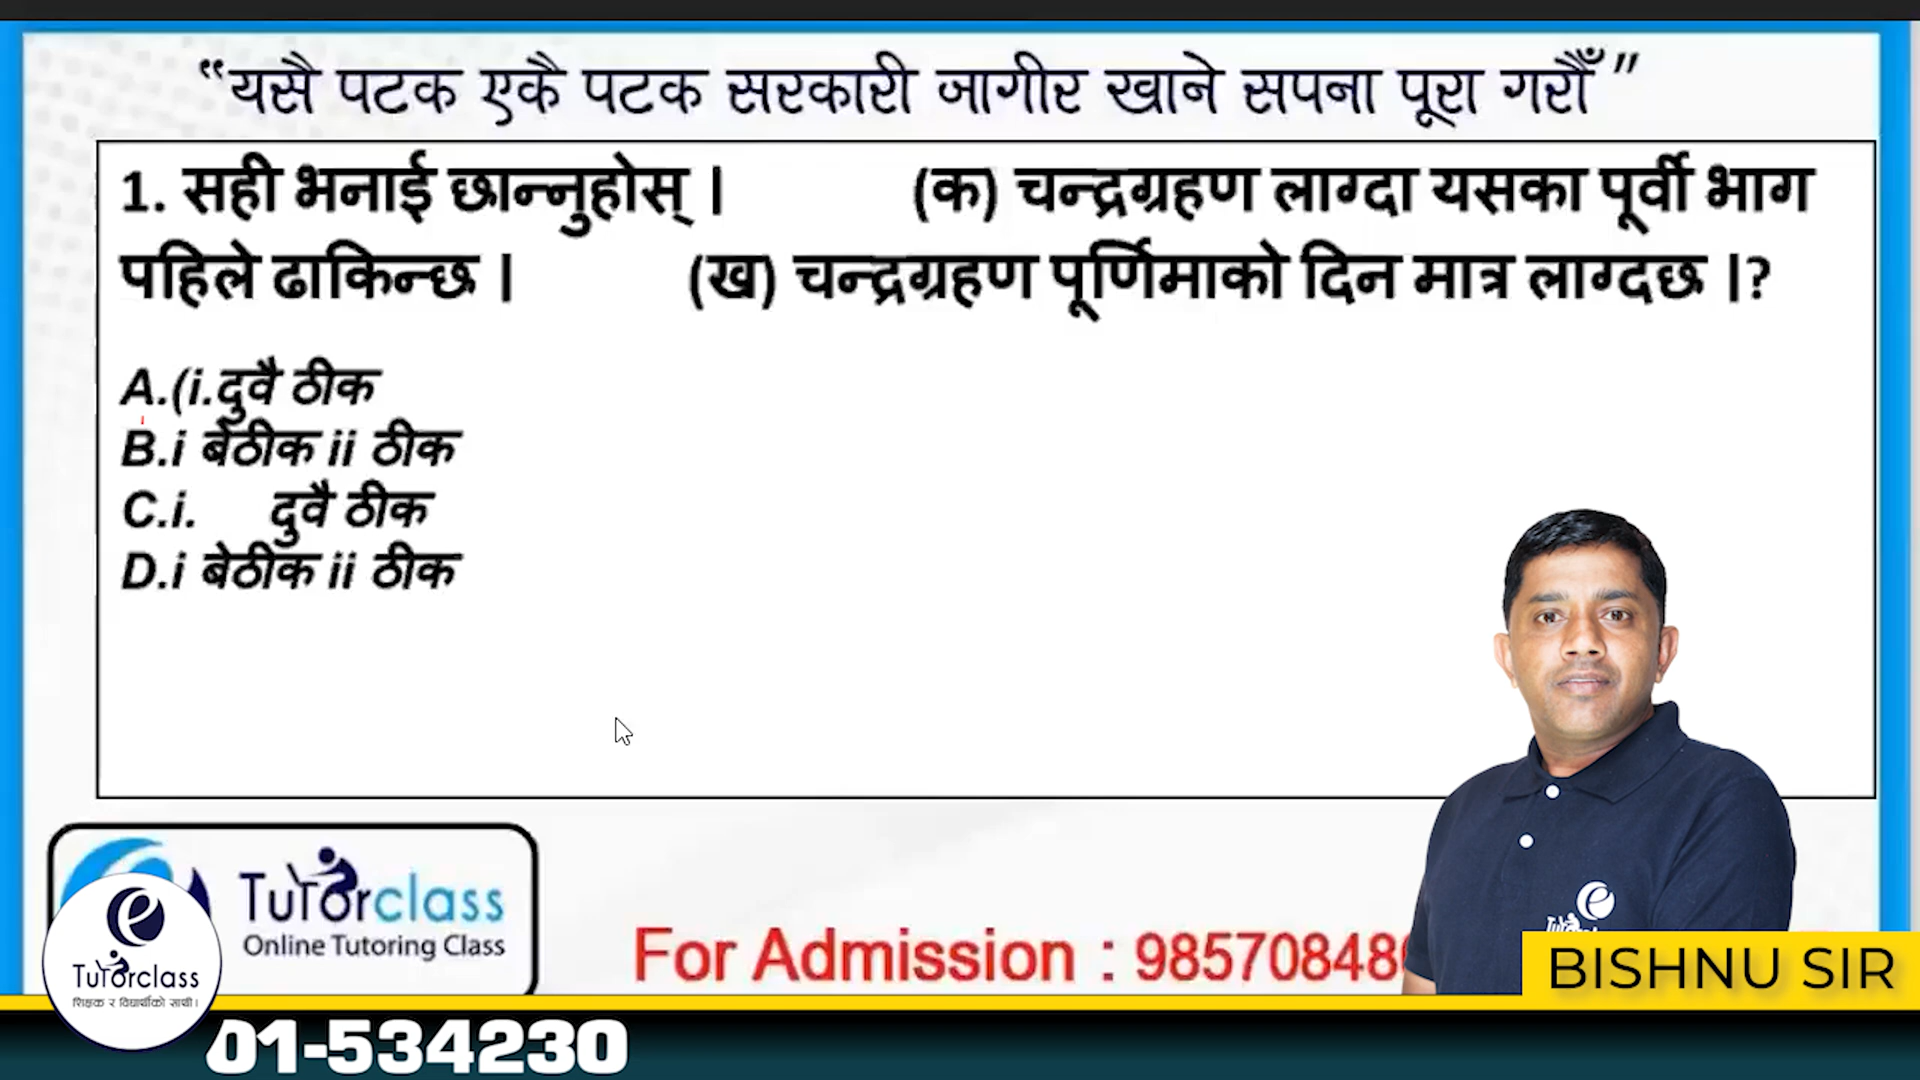 “यसै पटक एकै पटक सरकारी जागीर खाने सपना पूरा गरौँ”
1. सही भनाई छान्नुहोस् । (क) चन्द्रग्रहण लाग्दा यसका पूर्वी भाग
पहिले ढाकिन्छ । (ख) चन्द्रग्रहण पूर्णिमाको दिन मात्र लाग्दछ ।?
A.(i.दुवै ठीक
B.i बेठीक ii ठीक
C.i. दुवै ठीक
D.i बेठीक ii ठीक
Tutorclass
Online Tutoring Class
For Admission : 98570848
BISHNU SIR
Tutorclass
शिक्षक र विद्यार्थीको साथी।
01-534230